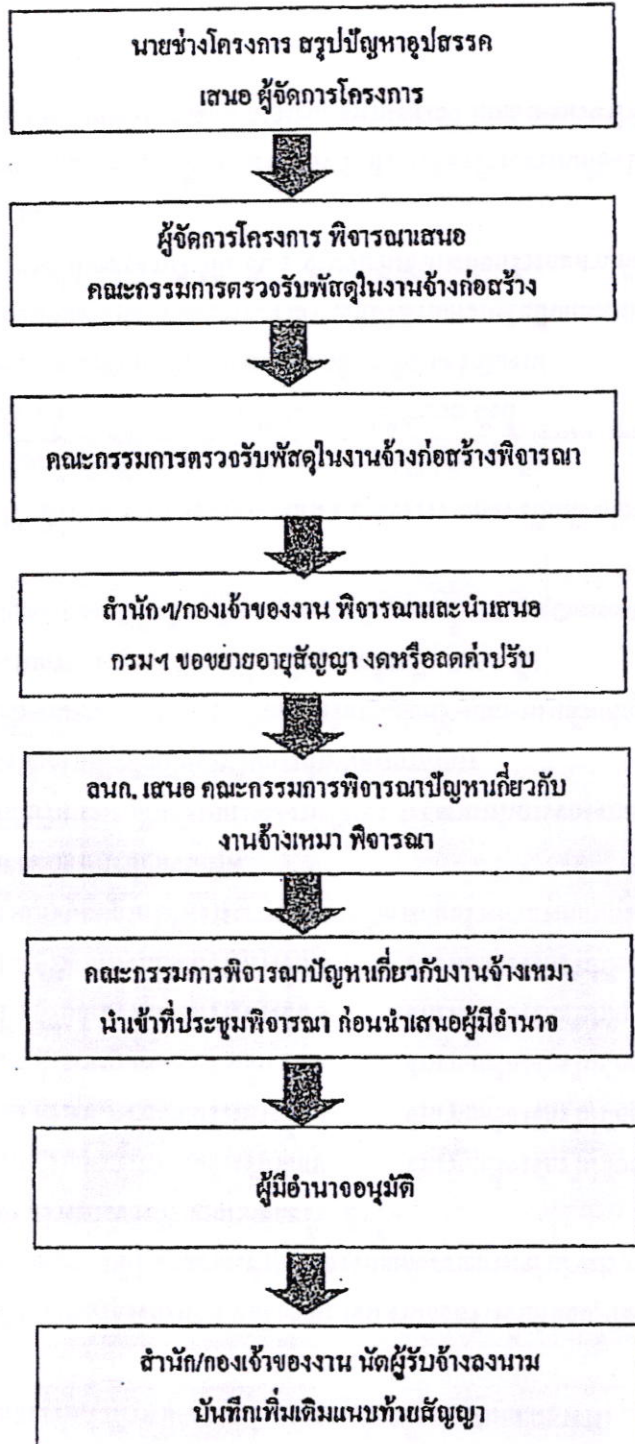 นายช่างโครงการ สรุปปัญหาอุปสรรค
เสนอ ผู้จัดการโครงการ
ผู้จัดการโครงการ พิจารณาเสนอ
คณะกรรมการตรวจรับพัสดุในงานจ้างก่อสร้าง
คณะกรรมการตรวจรับพัสดุในงานจ้างก่อสร้างพิจารณา
สำนักฯ/กองเจ้าของงาน พิจารณาและนำเสนอ
กรมฯ ขอขยายอายุสัญญา งดหรือลดค่าปรับ
สนก. เสนอ คณะกรรมการพิจารณาปัญหาเกี่ยวกับ
งานจ้างเหมา พิจารณา
คณะกรรมการพิจารณาปัญหาเกี่ยวกับงานจ้างเหมา
นำเข้าที่ประชุมพิจารณา ก่อนนำเสนอผู้มีอำนาจ
ผู้มีอำนาจอนุมัติ
สำนัก/กองเจ้าของงาน นัดผู้รับจ้างลงนาม
บันทึกเพิ่มเติมแนบท้ายสัญญา